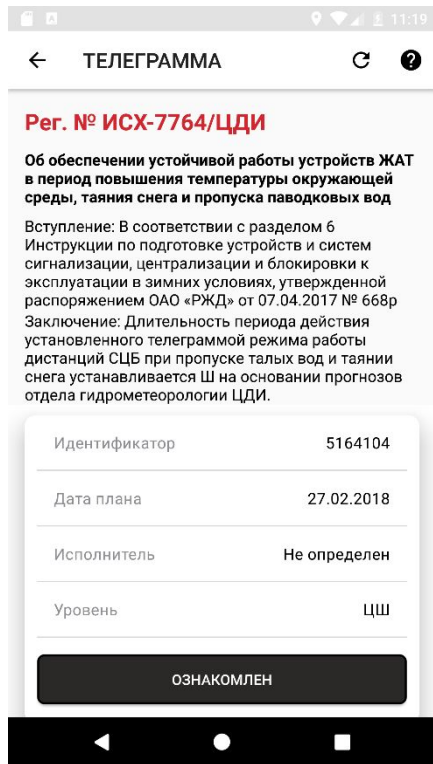 11:19
ТЕЛЕГРАММА
Рег. № ИСХ-7764/ЦДИ
Об обеспечении устойчивой работы устройств ЖАТ
в период повышения температуры окружающей
среды, таяния снега и пропуска паводковых вод
Вступление: В соответствии с разделом 6
Инструкции по подготовке устройств и систем
сигнализации, централизации и блокировки к
эксплуатации в зимних условиях, утвержденной
распоряжением ОАО «РЖД» от 07.04.2017 № 668р
Заключение: Длительность периода действия
установленного телеграммой режима работы
дистанций СЦБ при пропуске талых вод и таянии
снега устанавливается Ш на основании прогнозов
отдела гидрометеорологии ЦДИ.
Идентификатор 5164104
Дата плана 27.02.2018
Исполнитель Не определен
Уровень ЦШ
ОЗНАКОМЛЕН